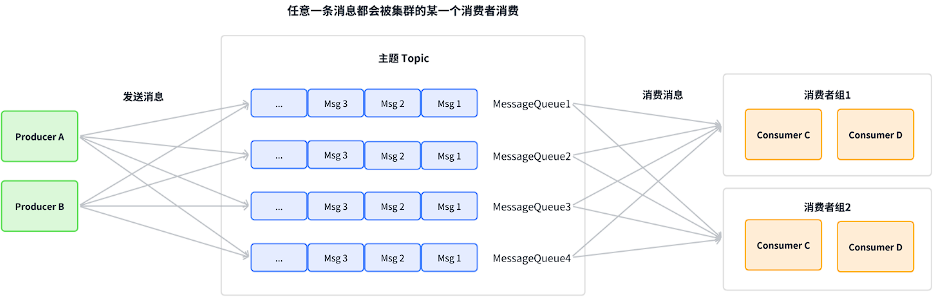 任意一条消息都会被集群的某一个消费者消费
主题 Topic
发送消息
消费消息
Producer A
Producer B
... Msg 3 Msg 2 Msg 1 MessageQueue1
... Msg 3 Msg 2 Msg 1 MessageQueue2
... Msg 3 Msg 2 Msg 1 MessageQueue3
... Msg 3 Msg 2 Msg 1 MessageQueue4
消费者组1
Consumer C Consumer D
消费者组2
Consumer C Consumer D